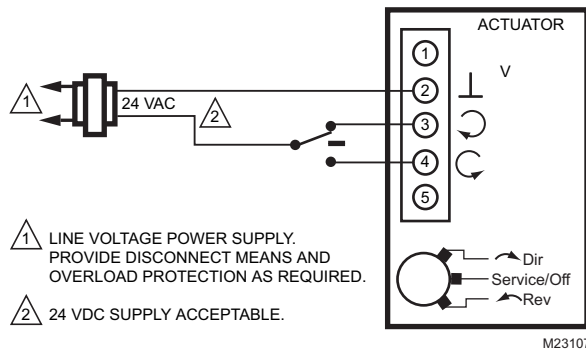 ACTUATOR
1
V
1
2
24 VAC
2
3
4
5
1 LINE VOLTAGE POWER SUPPLY.
PROVIDE DISCONNECT MEANS AND
OVERLOAD PROTECTION AS REQUIRED.
2 24 VDC SUPPLY ACCEPTABLE.
Dir
Service/Off
Rev
M23107